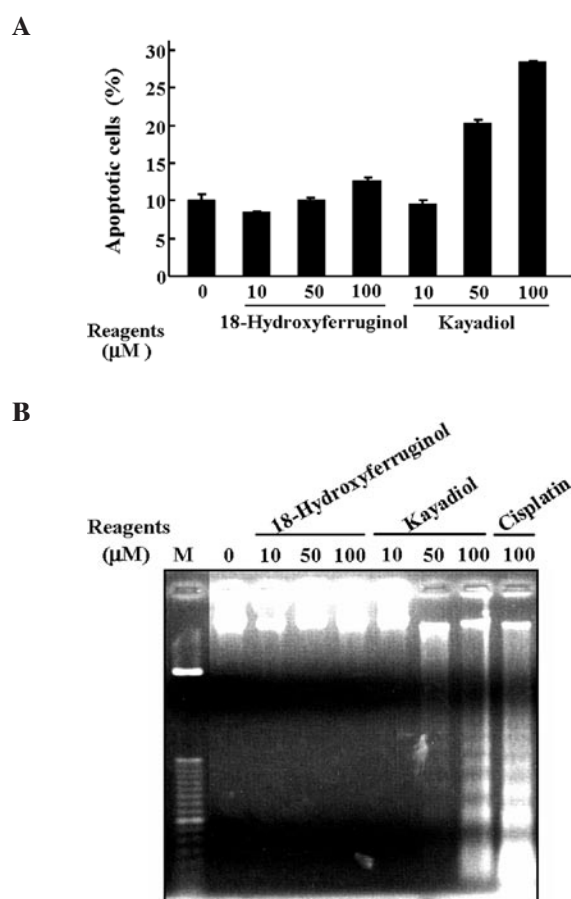 A
Apoptotic cells (%)
30
20
15
10
5
0
0 10 50 100 10 50 100
18-Hydroxyferruginol Kayadiol
Reagents
(μM )
B
18-Hydroxyferruginol Kayadiol Cisplatin
Reagents
(μM) M 0 10 50 100 10 50 100 100